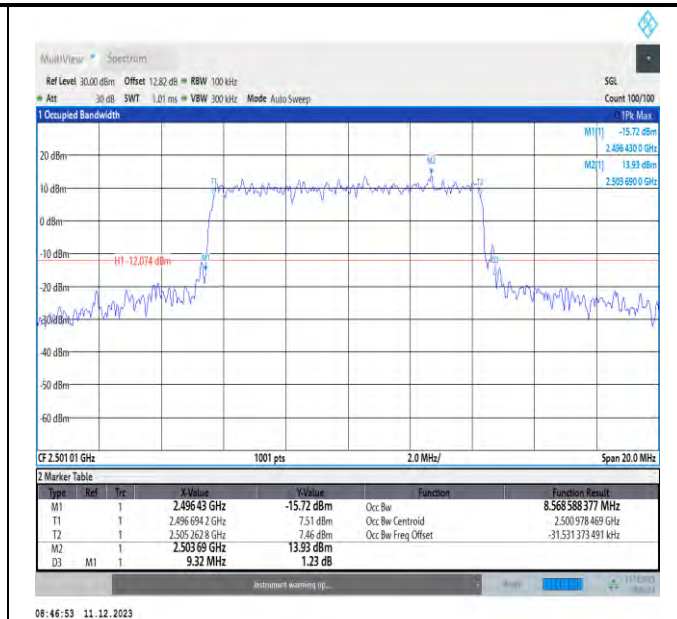 MultiView Spectrum
Ref Level 30.00 dBm Offset 12.82 dB RBW 100 kHz SGL
Att 30 dB SWT 1.01 ms VBW 300 kHz Mode Auto Sweep Count 100/100
1 Occupied Bandwidth 1Pk Max
M1[1] -15.72 dBm
2.496 430 0 GHz
M2[1] 13.93 dBm
2.503 690 0 GHz
20 dBm
M2
T1 T2
10 dBm
0 dBm
-10 dBm
H1 -12.074 dBm M1 D3
-20 dBm
-30 dBm
-40 dBm
-50 dBm
-60 dBm
CF 2.501 01 GHz 1001 pts 2.0 MHz/ Span 20.0 MHz
2 Marker Table
Type Ref Trc X-Value Y-Value Function Function Result
M1 1 2.496 43 GHz -15.72 dBm Occ Bw 8.568 588 377 MHz
T1 1 2.496 694 2 GHz 7.51 dBm Occ Bw Centroid 2.500 978 469 GHz
T2 1 2.505 262 8 GHz 7.46 dBm Occ Bw Freq Offset -31.531 373 491 kHz
M2 1 2.503 69 GHz 13.93 dBm
D3 M1 1 9.32 MHz 1.23 dB
Instrument warming up...
08:46:53 11.12.2023